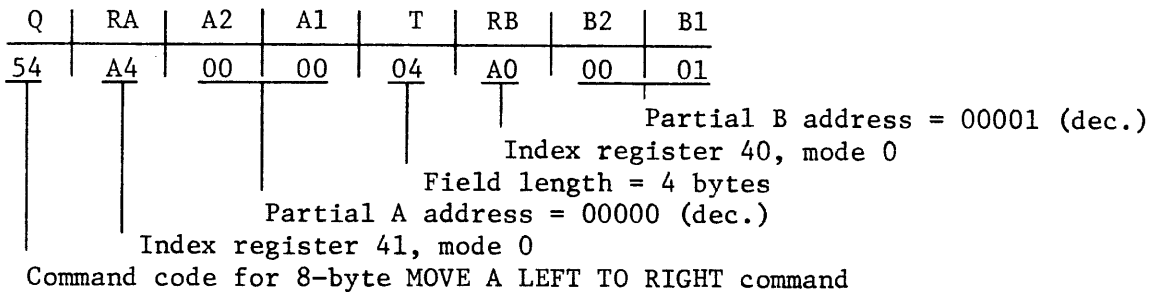 Q RA A2 A1 T RB B2 B1
54 A4 00 00 04 A0 00 01
Partial B address = 00001 (dec.)
Index register 40, mode 0
Field length = 4 bytes
Partial A address = 00000 (dec.)
Index register 41, mode 0
Command code for 8-byte MOVE A LEFT TO RIGHT command